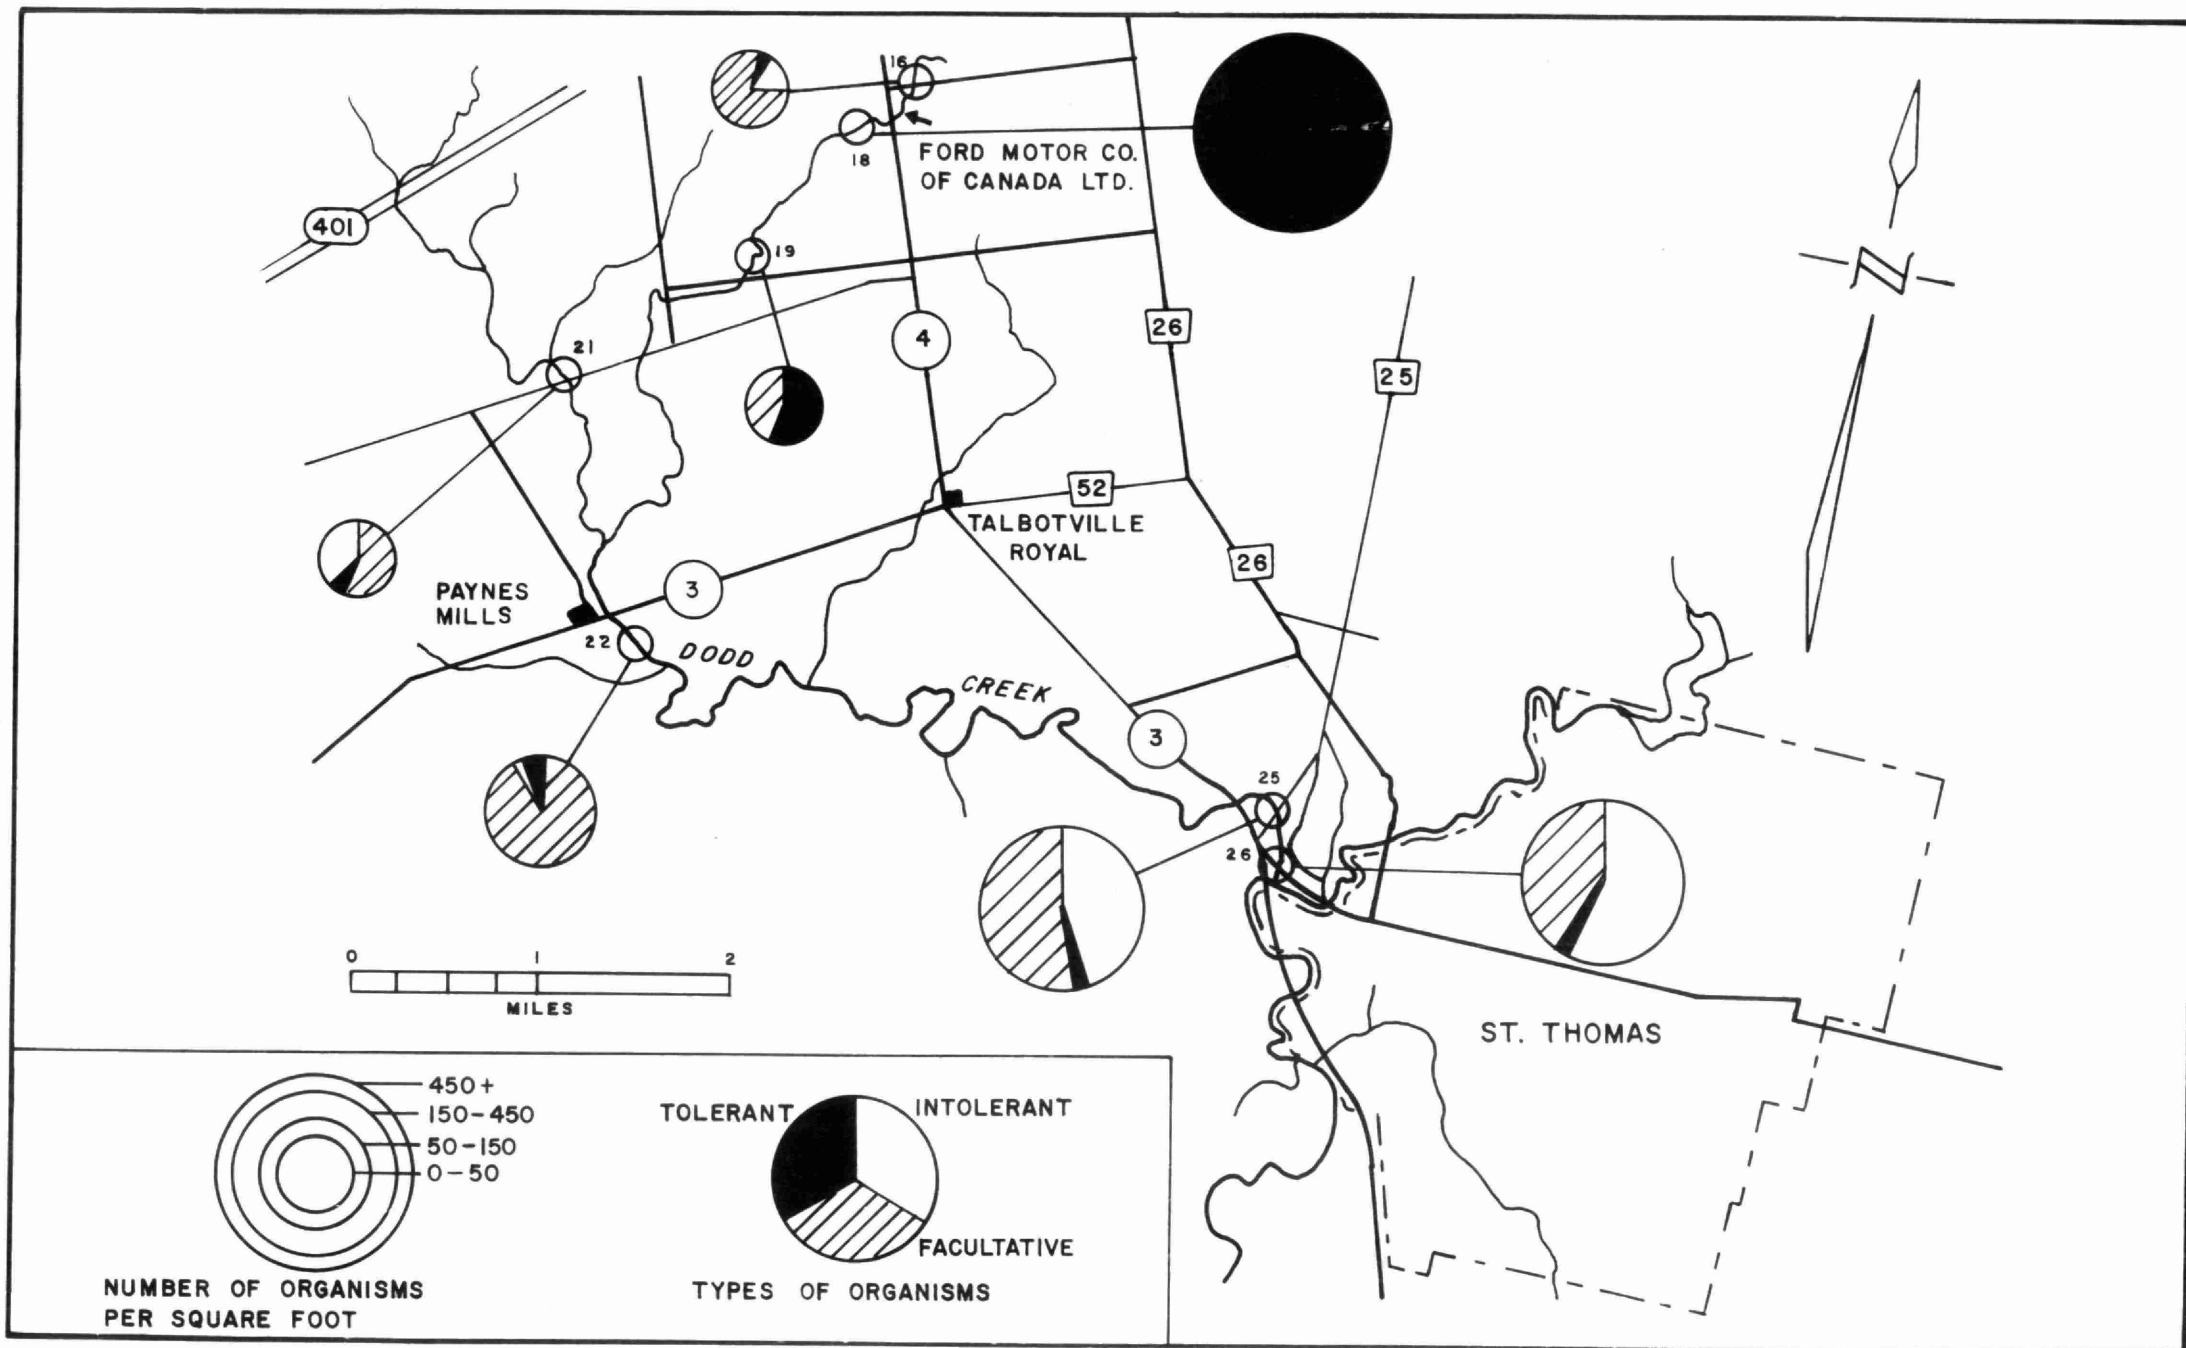 16
18
FORD MOTOR CO.
OF CANADA LTD.
401
19
21
4
26
25
52
TALBOTVILLE
ROYAL
26
PAYNES
MILLS
3
22
DODD
CREEK
3
25
26
N
0 1 2
MILES
ST. THOMAS
450+
150-450
50-150
0-50
NUMBER OF ORGANISMS
PER SQUARE FOOT
TOLERANT
INTOLERANT
FACULTATIVE
TYPES OF ORGANISMS